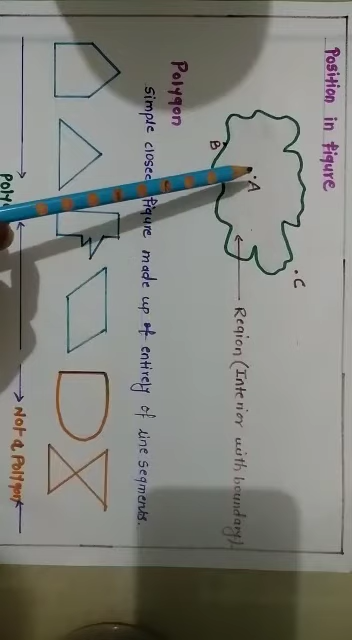 Position in figure
B
A
C
Region (Interior with boundary)
Polygon
simple closed figure made up of entirely of line segments.
Not a Polygon